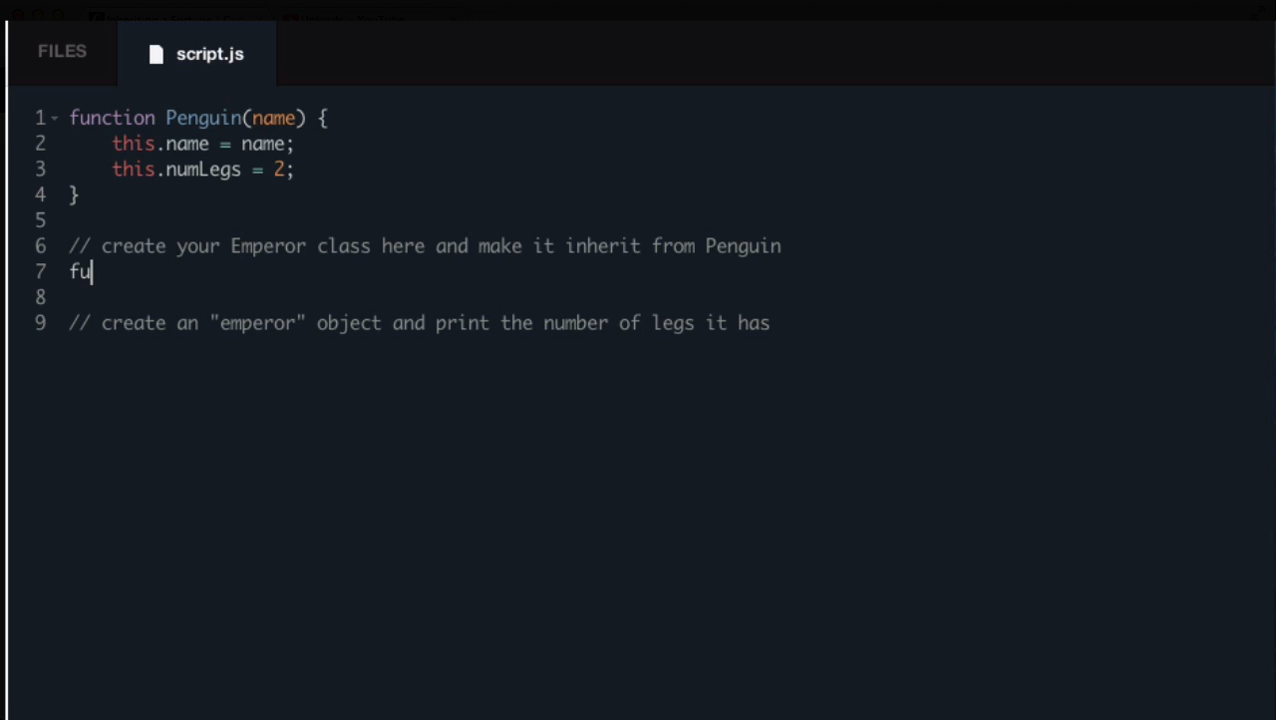 FILES
script.js
1 function Penguin(name) {
2 this.name = name;
3 this.numLegs = 2;
4 }
5
6 // create your Emperor class here and make it inherit from Penguin
7 fu
8
9 // create an "emperor" object and print the number of legs it has